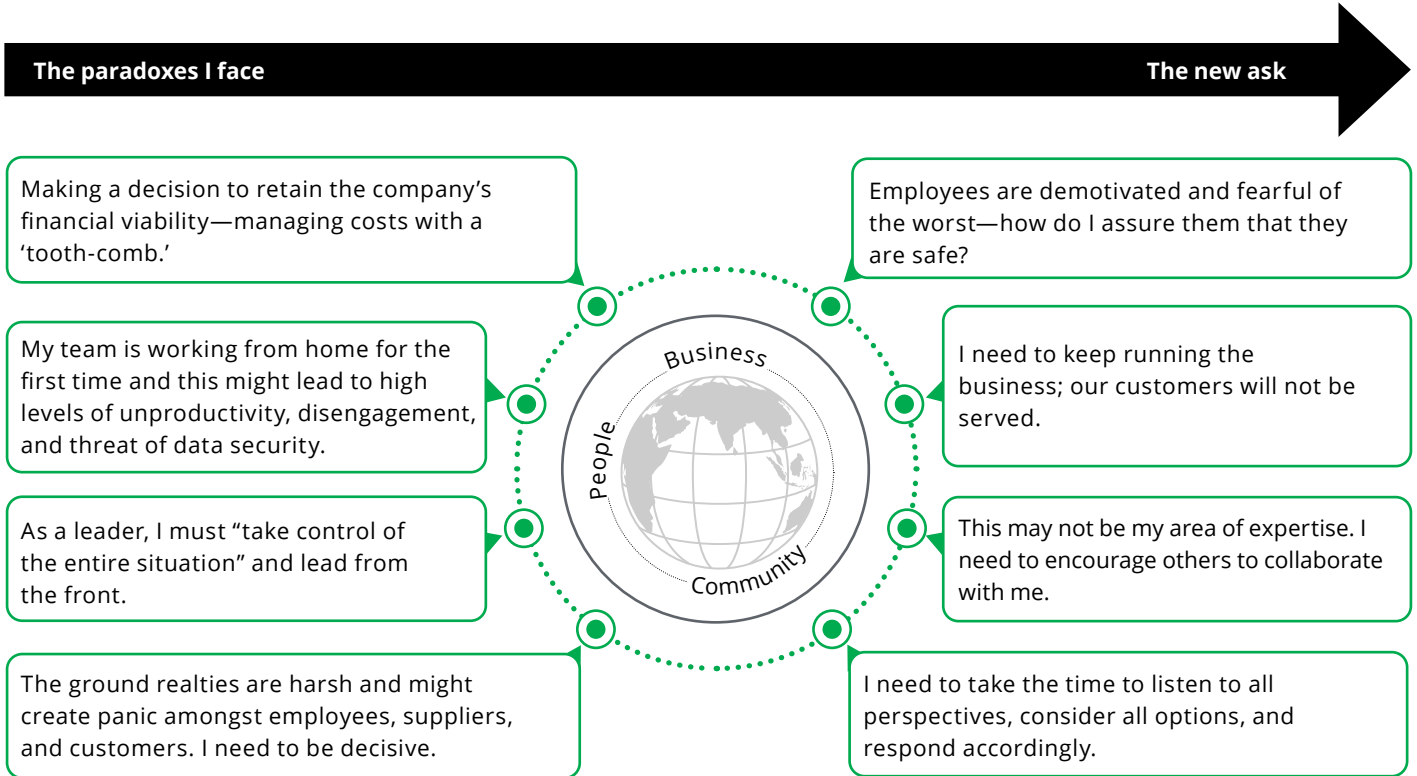 The paradoxes I face
The new ask
Making a decision to retain the company’s
financial viability—managing costs with a
‘tooth-comb.’
Employees are demotivated and fearful of
the worst—how do I assure them that they
are safe?
My team is working from home for the
first time and this might lead to high
levels of unproductivity, disengagement,
and threat of data security.
I need to keep running the
business; our customers will not be
served.
As a leader, I must “take control of
the entire situation” and lead from
the front.
This may not be my area of expertise. I
need to encourage others to collaborate
with me.
The ground realties are harsh and might
create panic amongst employees, suppliers,
and customers. I need to be decisive.
I need to take the time to listen to all
perspectives, consider all options, and
respond accordingly.
Business
People
Community